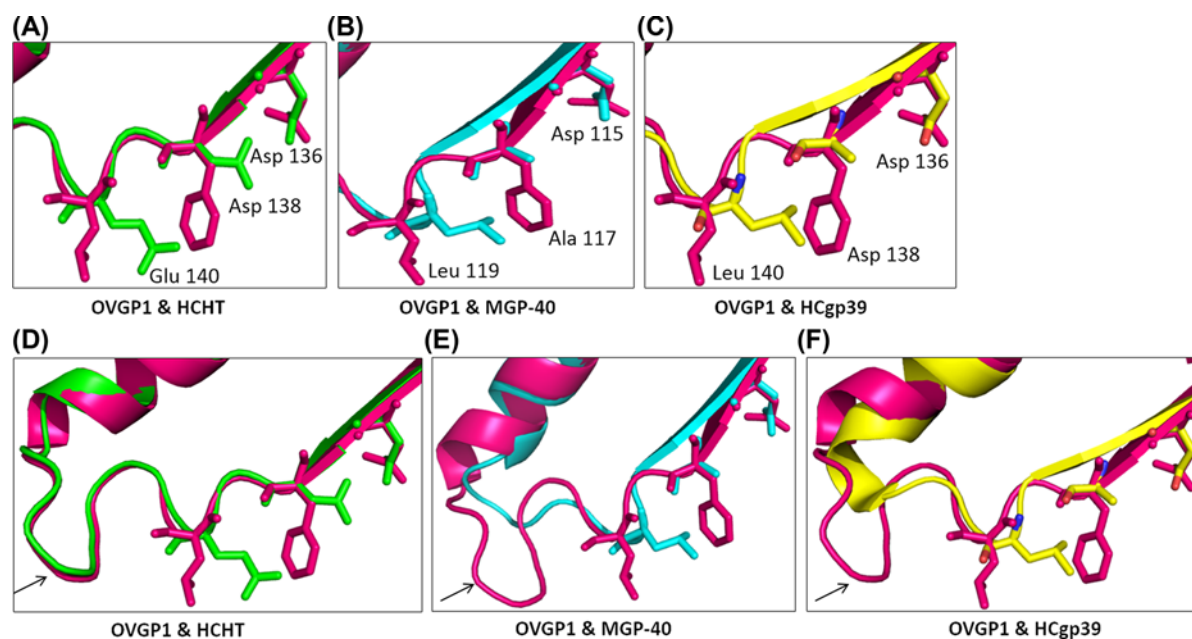 (A)
(B)
(C)
Asp 136
Asp 138
Glu 140
Asp 115
Ala 117
Leu 119
Asp 136
Asp 138
Leu 140
OVGP1 & HCHT
OVGP1 & MGP-40
OVGP1 & HCgp39
(D)
(E)
(F)
OVGP1 & HCHT
OVGP1 & MGP-40
OVGP1 & HCgp39